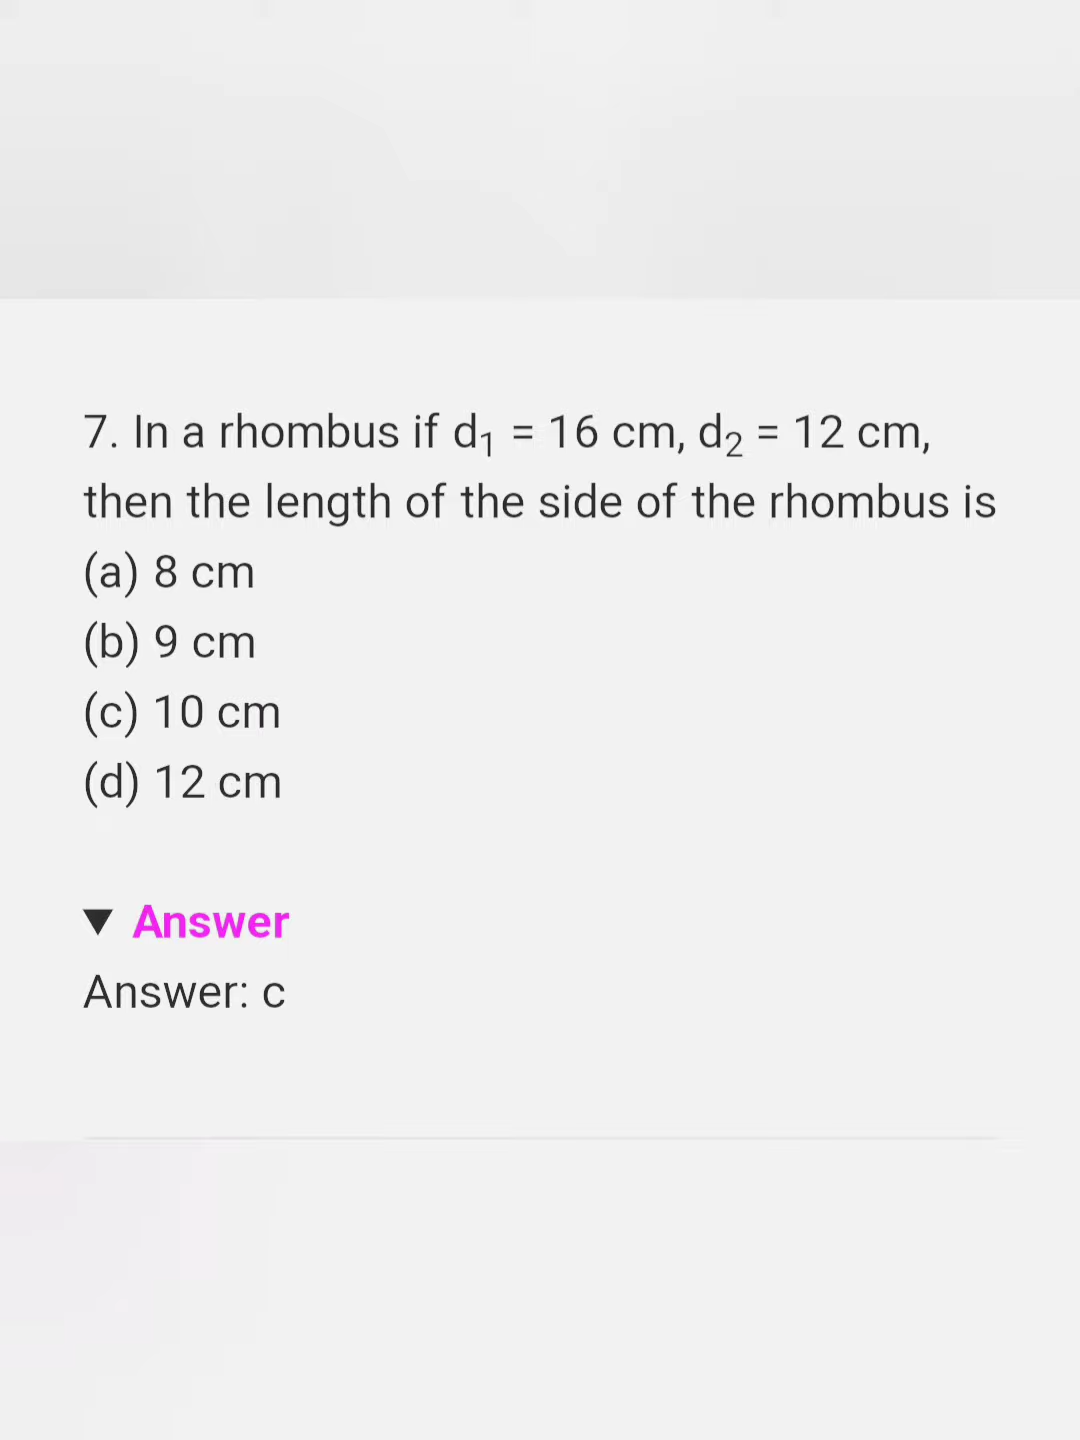 7. In a rhombus if d₁ = 16 cm, d₂ = 12 cm,
then the length of the side of the rhombus is
(a) 8 cm
(b) 9 cm
(c) 10 cm
(d) 12 cm
▼ Answer
Answer: c